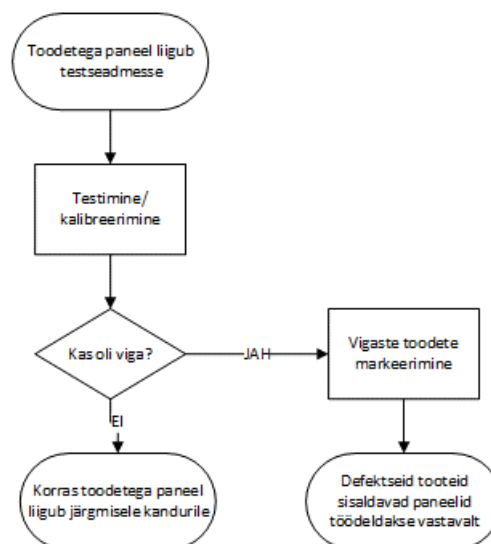 Toodetega paneel liigub
testseadmesse
Testimine/
kalibreerimine
Kas oli viga?
JAH
Vigaste toodete
markeerimine
EI
Korras toodetega paneel
liigub järgmisele kandurile
Defektseid tooteid
sisaldavad paneelid
töödeldakse vastavalt